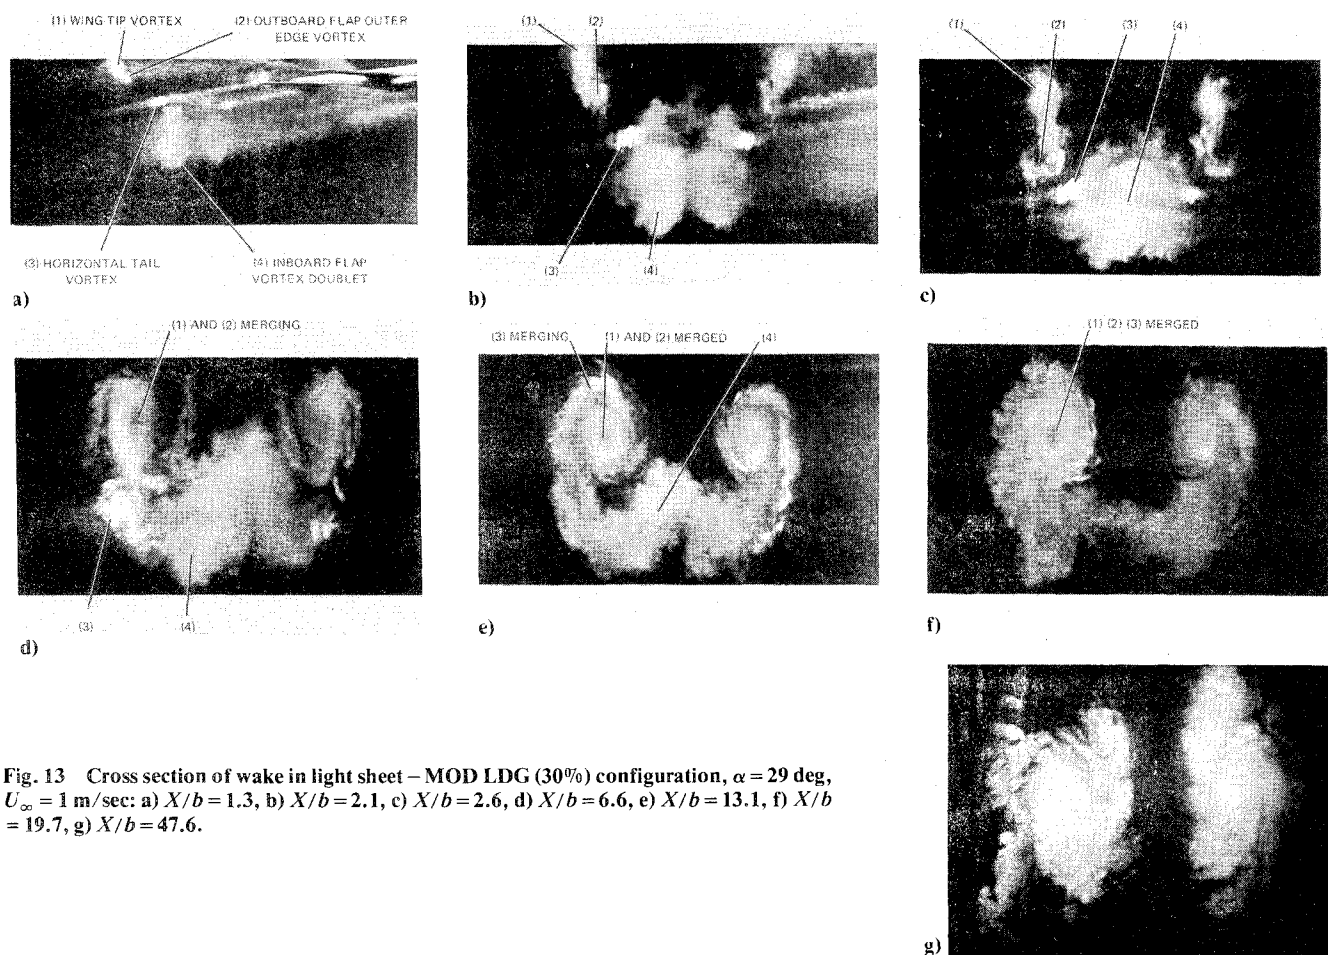 (1) WING TIP VORTEX
(2) OUTBOARD FLAP OUTER
EDGE VORTEX
(3) HORIZONTAL TAIL
VORTEX
(4) INBOARD FLAP
VORTEX DOUBLET
a)
(1)
(2)
(3)
(4)
b)
(1)
(2)
(3)
(4)
c)
(1) AND (2) MERGING
(3)
(4)
d)
(3) MERGING
(1) AND (2) MERGED
(4)
e)
(1) (2) (3) MERGED
f)
g)
Fig. 13 Cross section of wake in light sheet – MOD LDG (30%) configuration, α = 29 deg,
U∞ = 1 m/sec: a) X/b = 1.3, b) X/b = 2.1, c) X/b = 2.6, d) X/b = 6.6, e) X/b = 13.1, f) X/b
= 19.7, g) X/b = 47.6.